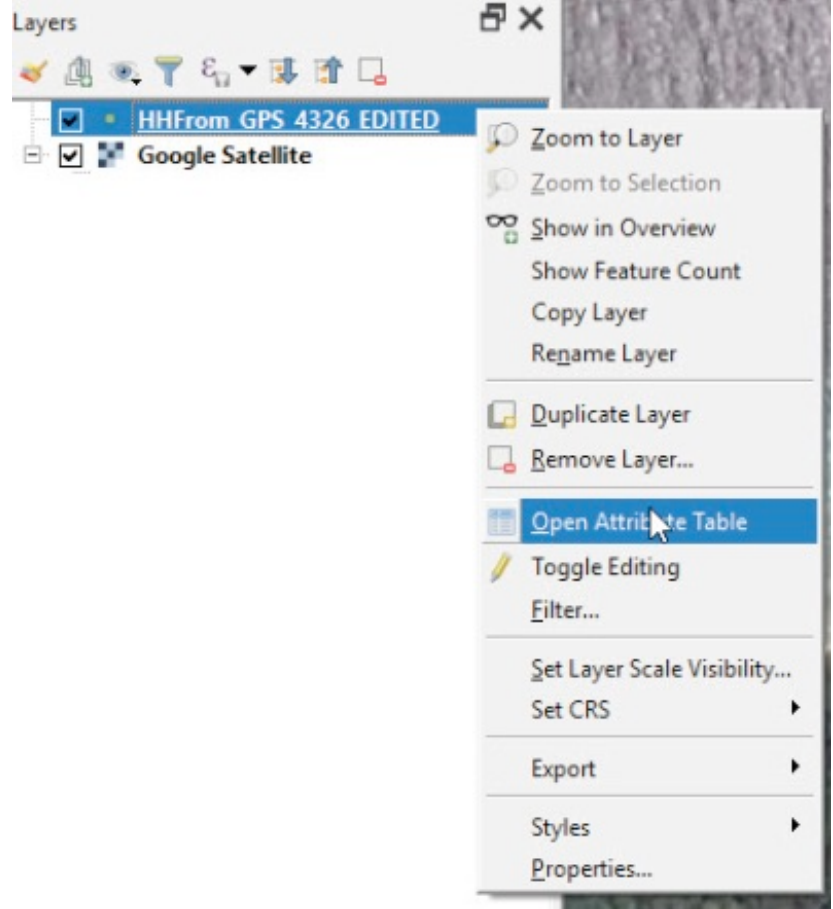 Layers
HHFrom GPS 4326 EDITED
Google Satellite
Zoom to Layer
Zoom to Selection
Show in Overview
Show Feature Count
Copy Layer
Rename Layer
Duplicate Layer
Remove Layer...
Open Attribute Table
Toggle Editing
Filter...
Set Layer Scale Visibility...
Set CRS
Export
Styles
Properties...